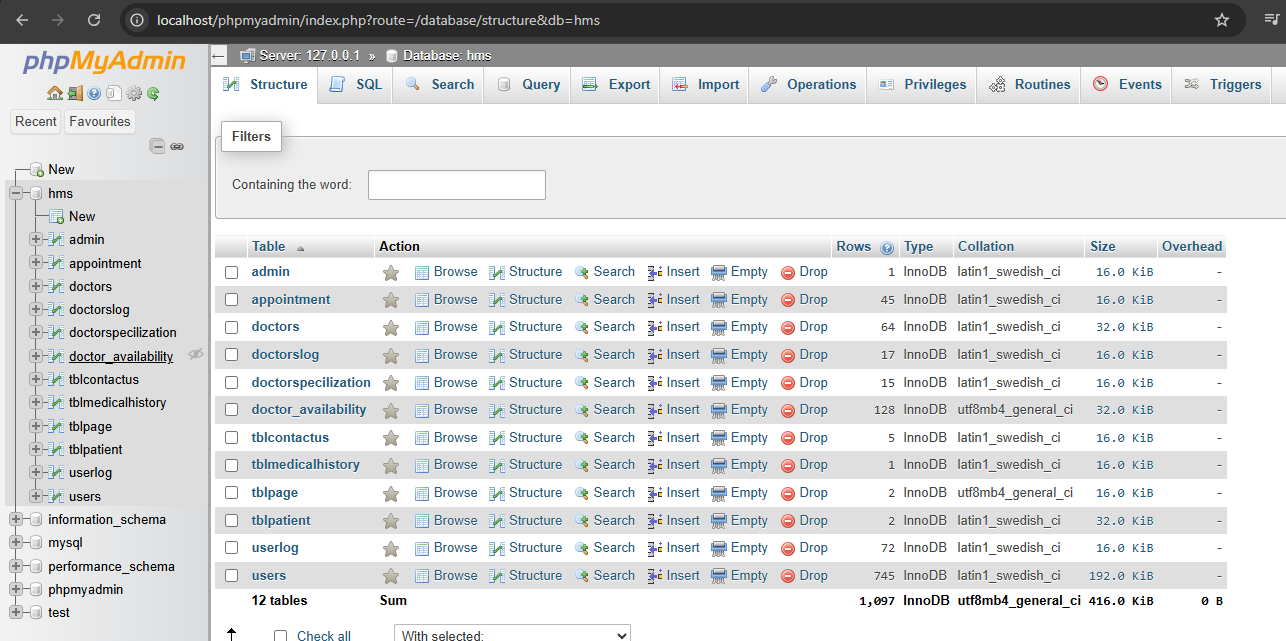 localhost/phpmyadmin/index.php?route=/database/structure&db=hms
phpMyAdmin
Recent Favourites
New
hms
New
admin
appointment
doctors
doctorslog
doctorspecilization
doctor_availability
tblcontactus
tblmedicalhistory
tblpage
tblpatient
userlog
users
information_schema
mysql
performance_schema
phpmyadmin
test
Server: 127.0.0.1 » Database: hms
Structure SQL Search Query Export Import Operations Privileges Routines Events Triggers
Filters
Containing the word:
Table Action Rows Type Collation Size Overhead
admin Browse Structure Search Insert Empty Drop 1 InnoDB latin1_swedish_ci 16.0 KiB -
appointment Browse Structure Search Insert Empty Drop 45 InnoDB latin1_swedish_ci 16.0 KiB -
doctors Browse Structure Search Insert Empty Drop 64 InnoDB latin1_swedish_ci 32.0 KiB -
doctorslog Browse Structure Search Insert Empty Drop 17 InnoDB latin1_swedish_ci 16.0 KiB -
doctorspecilization Browse Structure Search Insert Empty Drop 15 InnoDB latin1_swedish_ci 16.0 KiB -
doctor_availability Browse Structure Search Insert Empty Drop 128 InnoDB utf8mb4_general_ci 32.0 KiB -
tblcontactus Browse Structure Search Insert Empty Drop 5 InnoDB latin1_swedish_ci 16.0 KiB -
tblmedicalhistory Browse Structure Search Insert Empty Drop 1 InnoDB latin1_swedish_ci 16.0 KiB -
tblpage Browse Structure Search Insert Empty Drop 2 InnoDB utf8mb4_general_ci 16.0 KiB -
tblpatient Browse Structure Search Insert Empty Drop 2 InnoDB latin1_swedish_ci 32.0 KiB -
userlog Browse Structure Search Insert Empty Drop 72 InnoDB latin1_swedish_ci 16.0 KiB -
users Browse Structure Search Insert Empty Drop 745 InnoDB latin1_swedish_ci 192.0 KiB -
12 tables Sum 1,097 InnoDB utf8mb4_general_ci 416.0 KiB 0 B
Check all With selected: